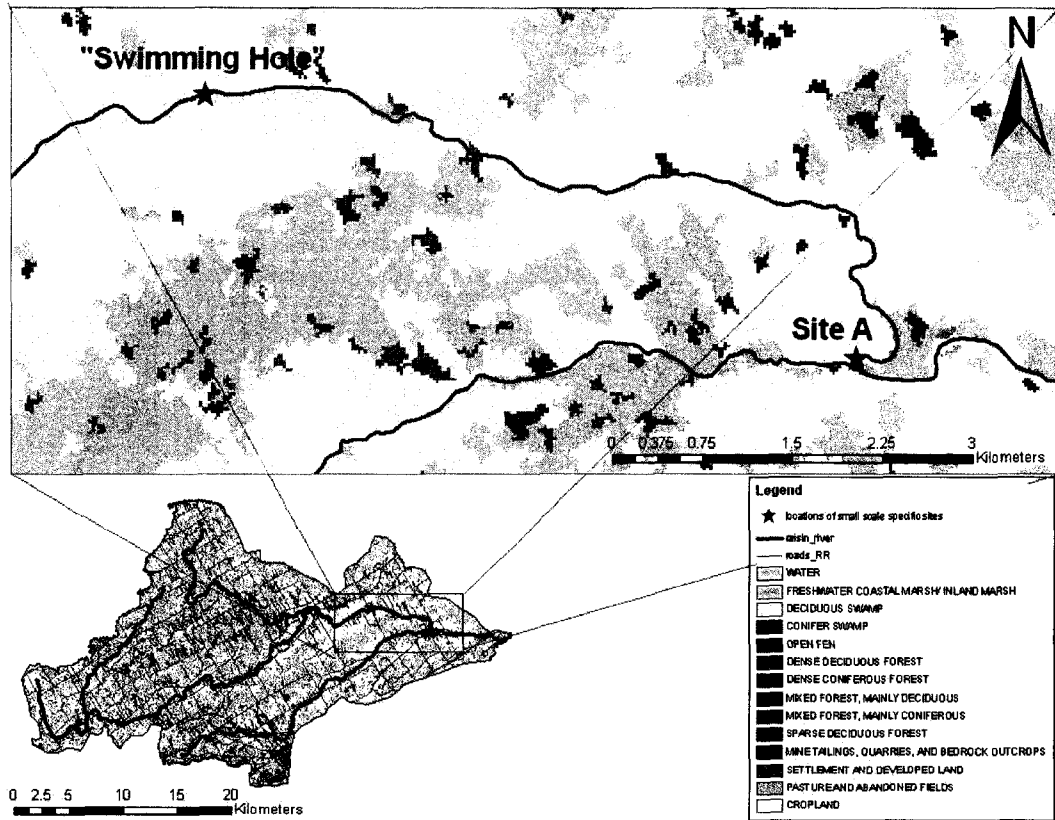 "Swimming Hole"
N
Site A
0 0.375 0.75 1.5 2.25 3
Kilometers
0 2.5 5 10 15 20
Kilometers
Legend
locations of small scale specific sites
raisin_river
roads_RR
WATER
FRESHWATER COASTAL MARSH/ INLAND MARSH
DECIDUOUS SWAMP
CONIFER SWAMP
OPEN FEN
DENSE DECIDUOUS FOREST
DENSE CONIFEROUS FOREST
MIXED FOREST, MAINLY DECIDUOUS
MIXED FOREST, MAINLY CONIFEROUS
SPARSE DECIDUOUS FOREST
MINE TAILINGS, QUARRIES, AND BEDROCK OUTCROPS
SETTLEMENT AND DEVELOPED LAND
PASTURE AND ABANDONED FIELDS
CROPLAND